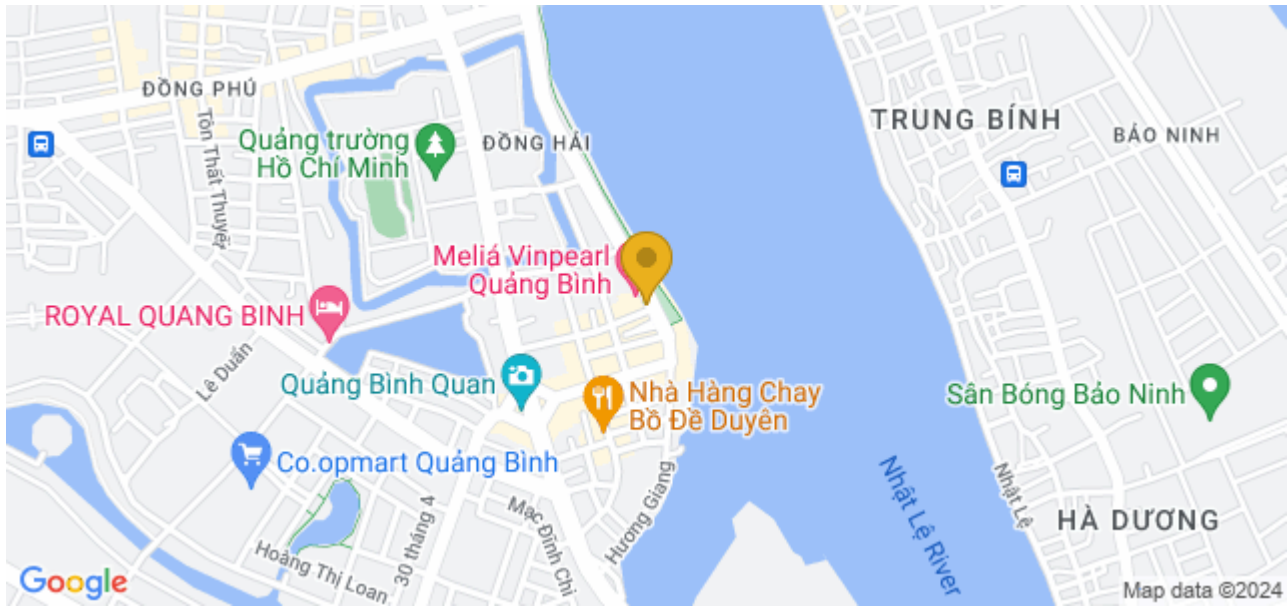 ĐỒNG PHÚ
Tôn Thất Thuyết
Quảng trường
Hồ Chí Minh
ĐỒNG HẢI
TRUNG BÍNH
BẢO NINH
Meliá Vinpearl
Quảng Bình
ROYAL QUANG BINH
Lê Duẩn
Quảng Bình Quan
Nhà Hàng Chay
Bồ Đề Duyên
Sân Bóng Bảo Ninh
Co.opmart Quảng Bình
Nhật Lệ River
Nhật Lệ
HÀ DƯƠNG
Hương Giang
Mạc Đĩnh Chi
30 tháng 4
Hoàng Thị Loan
Google
Map data ©2024